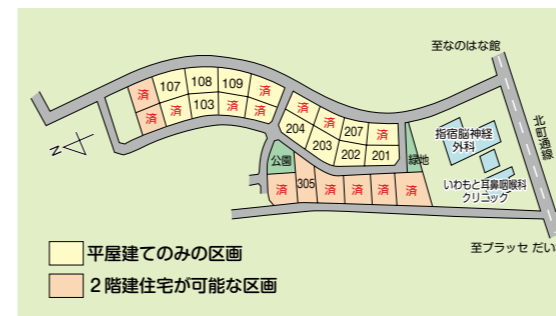 至なのはな館
北町通線
済 107 108 109 済
済 済 103 済 済
済 済 207 済
204 203 202 201
指宿脳神経
外科
緑地
公園
いわもと耳鼻咽喉科
クリニック
済 305 済 済 済 済
N
至プラッセ だい
平屋建てのみの区画
2階建住宅が可能な区画